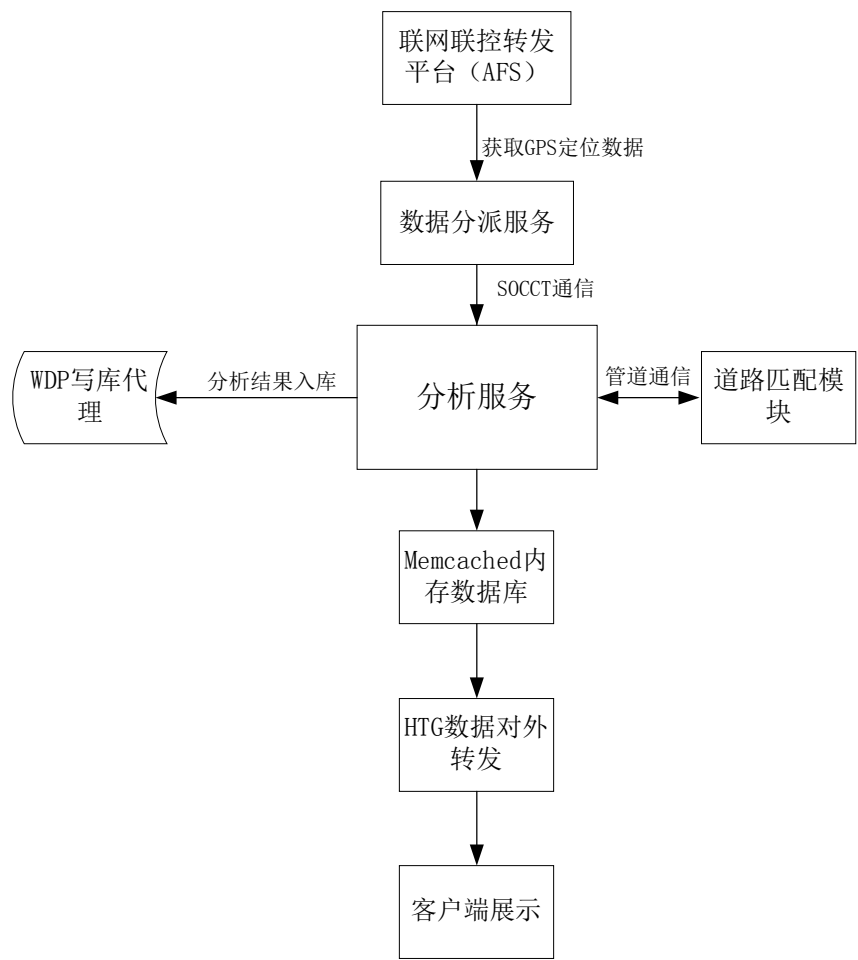 联网联控转发
平台（AFS）
获取GPS定位数据
数据分派服务
SOCCT通信
WDP写库代
理
分析结果入库
分析服务
管道通信
道路匹配模
块
Memcached内
存数据库
HTG数据对外
转发
客户端展示